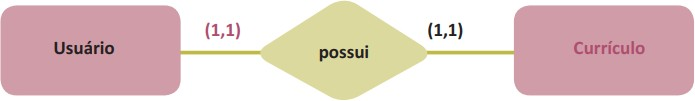 Usuário
(1,1)
possui
(1,1)
Currículo